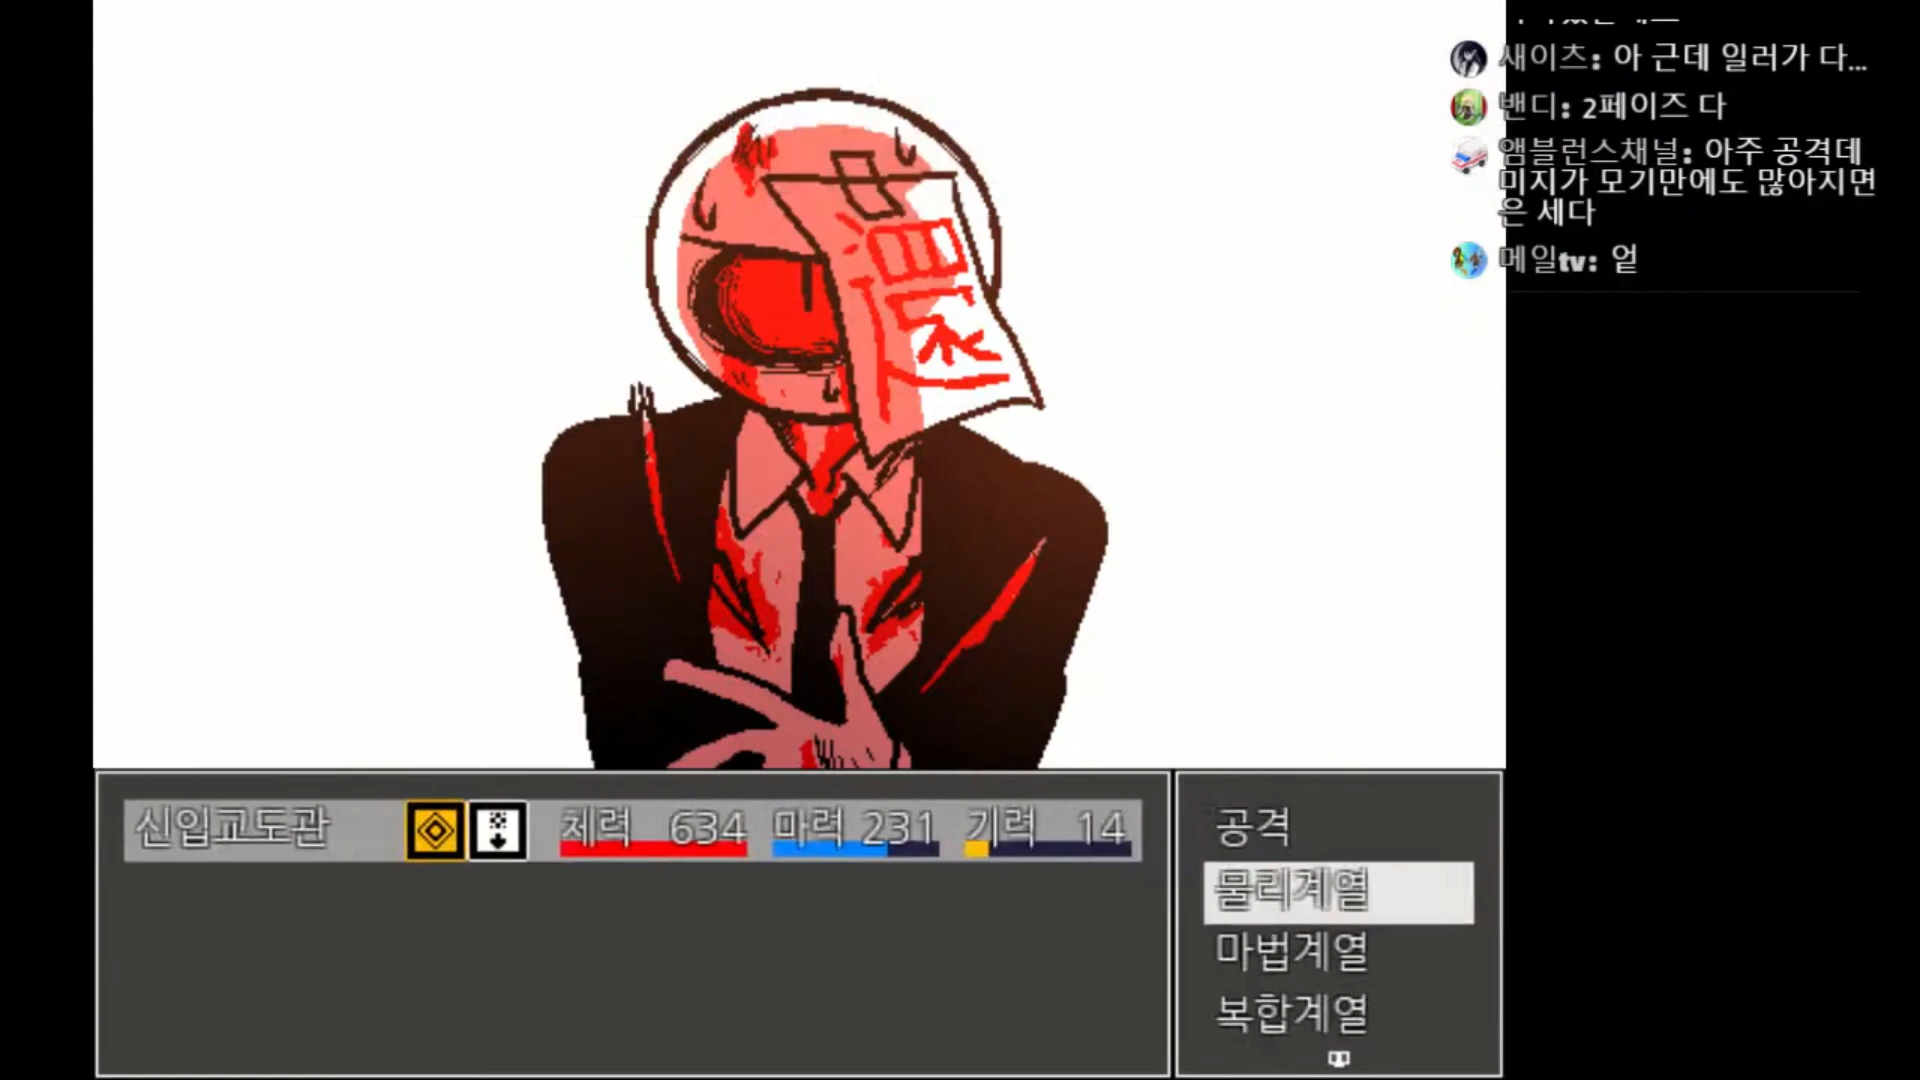 새이츠: 아 근데 일러가 다...
밴디: 2페이즈 다
앰블런스채널: 아주 공격데
미지가 모기만에도 많아지면
은 세다
메일tv: 얻
신입교도관
체력 634 마력 231 기력 14
공격
물리계열
마법계열
복합계열